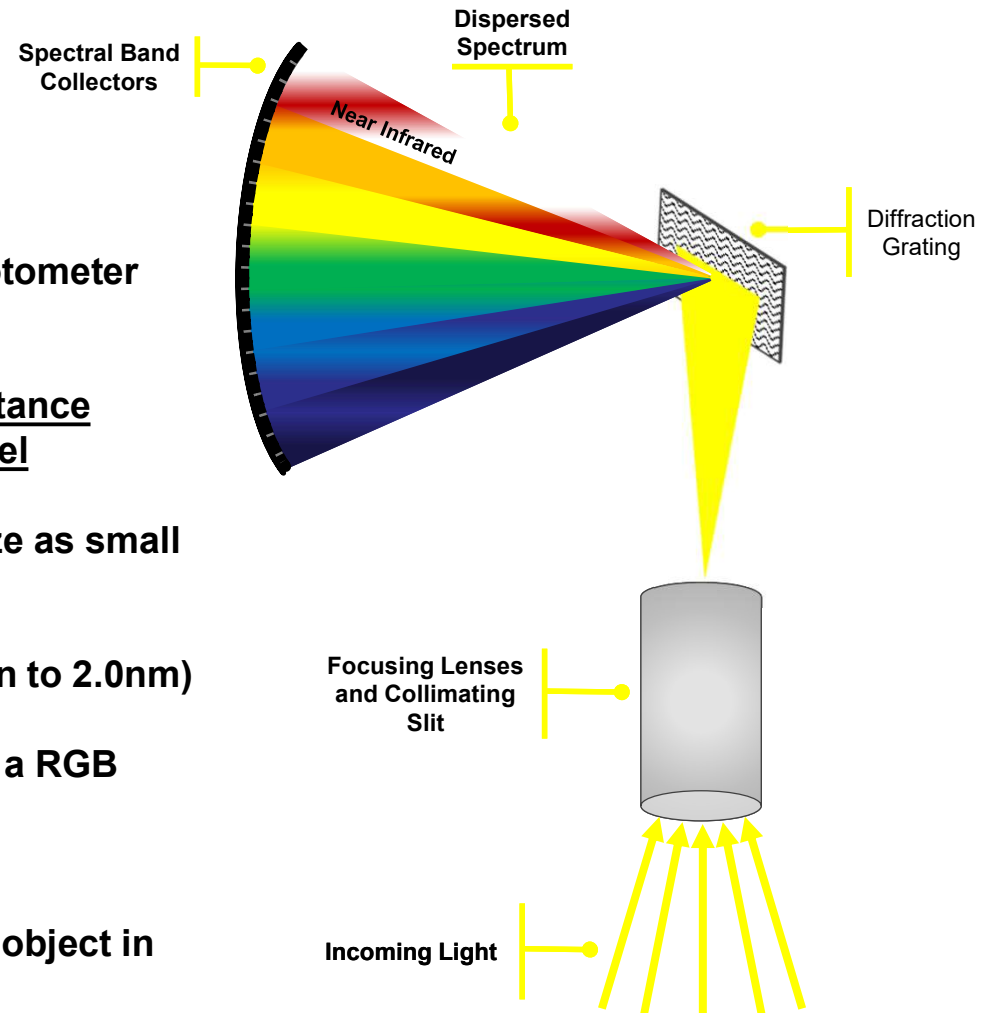 Dispersed
Spectrum
Spectral Band
Collectors
Near Infrared
Diffraction
Grating
otometer
tance
el
ze as small
n to 2.0nm)
a RGB
object in
Focusing Lenses
and Collimating
Slit
Incoming Light